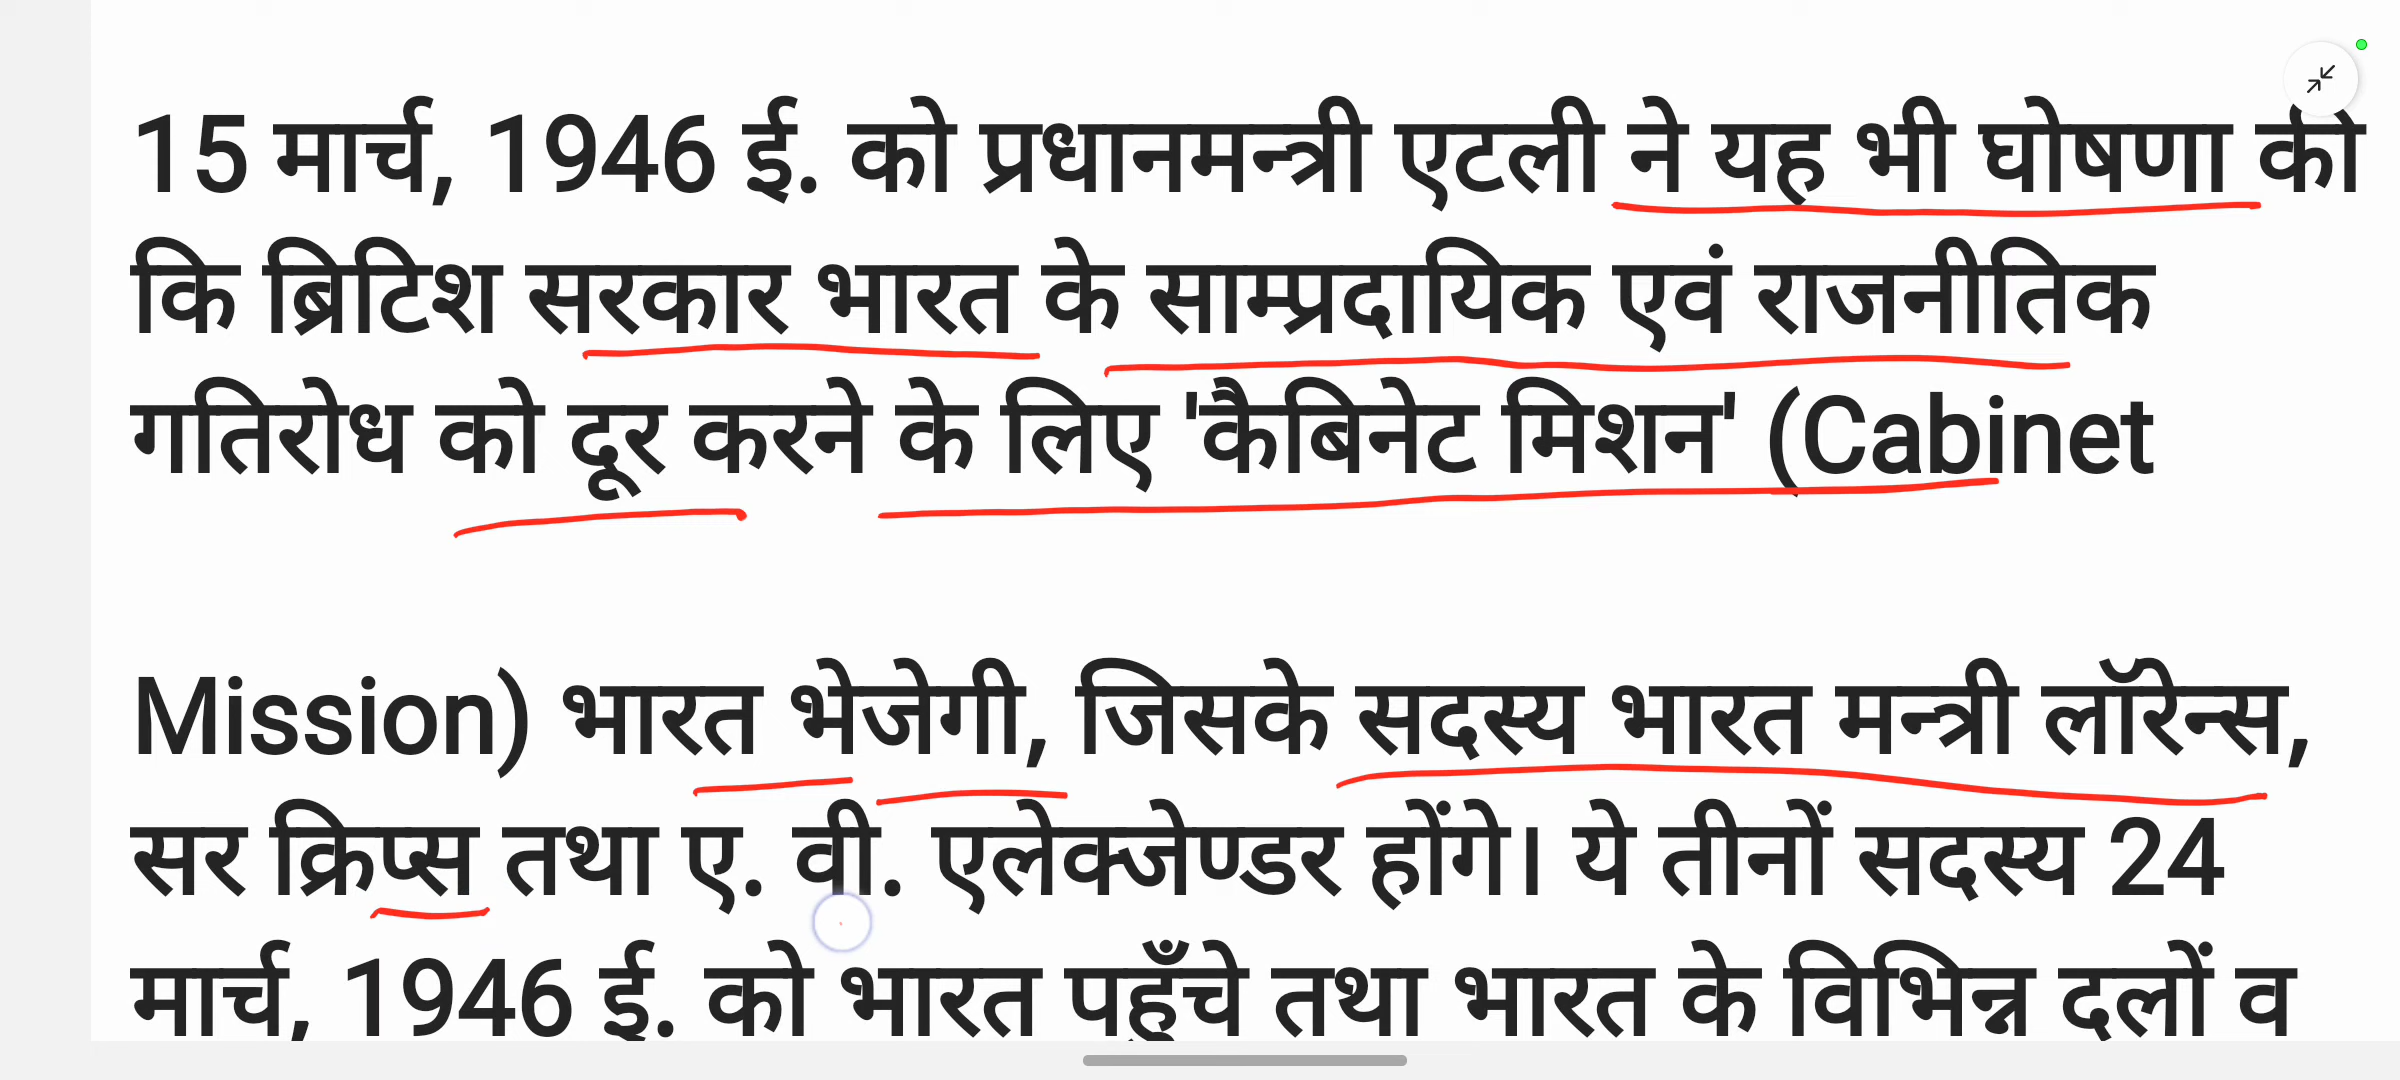 15 मार्च, 1946 ई. को प्रधानमन्त्री एटली ने यह भी घोषणा की
कि ब्रिटिश सरकार भारत के साम्प्रदायिक एवं राजनीतिक
गतिरोध को दूर करने के लिए 'कैबिनेट मिशन' (Cabinet
Mission) भारत भेजेगी, जिसके सदस्य भारत मन्त्री लॉरेन्स,
सर क्रिप्स तथा ए. वी. एलेक्जेण्डर होंगे। ये तीनों सदस्य 24
मार्च, 1946 ई. को भारत पहुँचे तथा भारत के विभिन्न दलों व